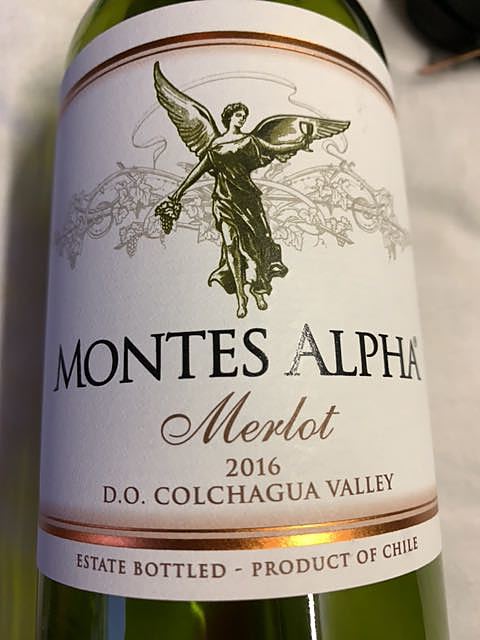 MONTES ALPHA®
Merlot
2016
D.O. COLCHAGUA VALLEY
ESTATE BOTTLED - PRODUCT OF CHILE